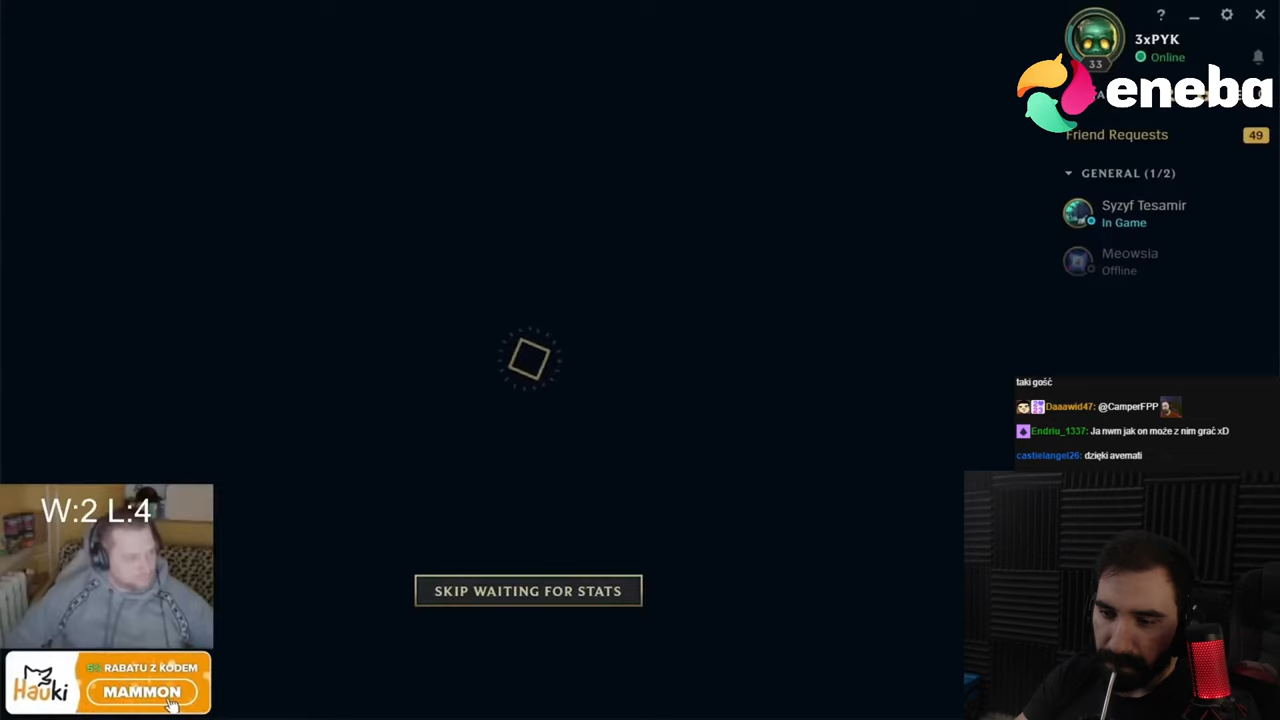 ?
3xPYK
33
Online
eneba
Friend Requests
49
GENERAL (1/2)
Syzyf Tesamir
In Game
Meowsia
Offline
taki gość
Daaawid47: @CamperFPP
Endriu_1337: Ja nwm jak on może z nim grać xD
castielangel26: dzięki avemati
W:2 L:4
SKIP WAITING FOR STATS
RABATU Z KODEM
Hauki
MAMMON